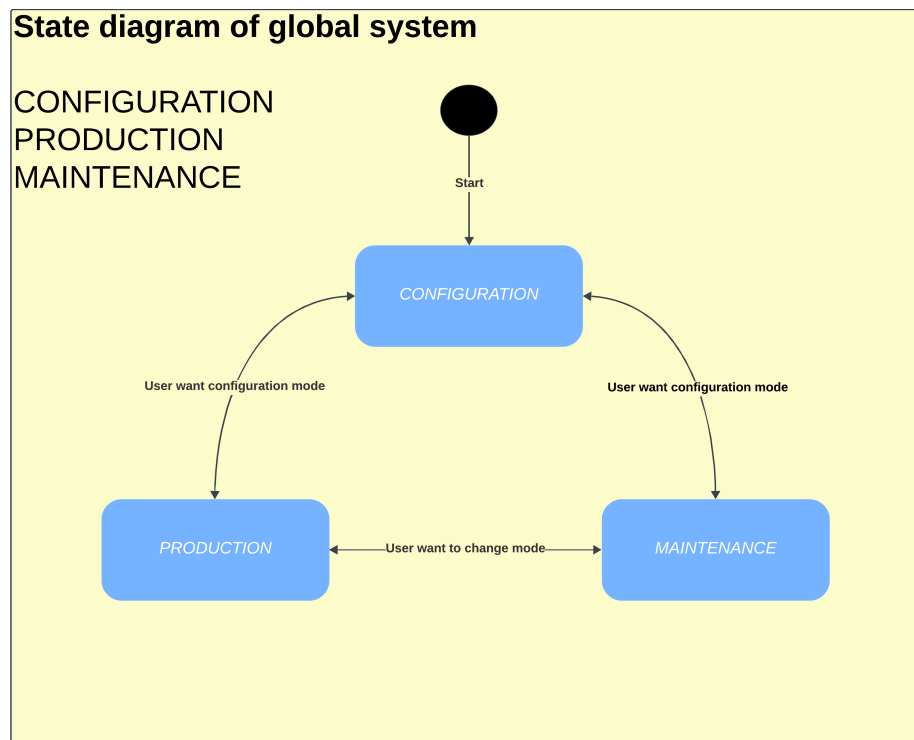 State diagram of global system
CONFIGURATION
PRODUCTION
MAINTENANCE
Start
CONFIGURATION
User want configuration mode
User want configuration mode
PRODUCTION
User want to change mode
MAINTENANCE